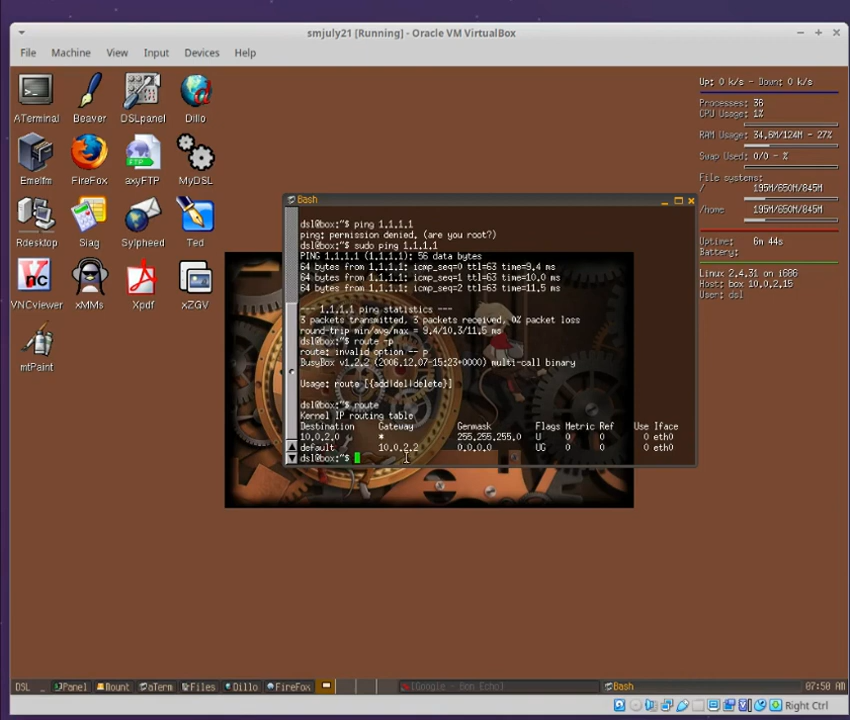 smjuly21 [Running] - Oracle VM VirtualBox
File Machine View Input Devices Help
ATerminal Beaver DSLpanel Dillo
Emelfm FireFox axyFTP MyDSL
Rdesktop Siag Sylpheed Ted
VNCviewer xMMs Xpdf xZGV
mtPaint
Up: 0 k/s - Down: 0 k/s
Processes: 36
CPU Usage: 1%
RAM Usage: 34,6M/124M - 27%
Swap Used: 0/0 - %
File systems:
/ 195M/650M/845M
/home 195M/650M/845M
Uptime: 6m 44s
Battery:
Linux 2.4.31 on i686
Host: box 10.0.2.15
User: dsl
Bash
dsl@box:~$ ping 1.1.1.1
ping: permission denied. (are you root?)
dsl@box:~$ sudo ping 1.1.1.1
PING 1.1.1.1 (1.1.1.1): 56 data bytes
64 bytes from 1.1.1.1: icmp_seq=0 ttl=63 time=9.4 ms
64 bytes from 1.1.1.1: icmp_seq=1 ttl=63 time=10.0 ms
64 bytes from 1.1.1.1: icmp_seq=2 ttl=63 time=11.5 ms
--- 1.1.1.1 ping statistics ---
3 packets transmitted, 3 packets received, 0% packet loss
round-trip min/avg/max = 9.4/10.3/11.5 ms
dsl@box:~$ route -p
route: invalid option -- p
BusyBox v1.2.2 (2006.12.07-15:23+0000) multi-call binary
Usage: route [{add|del|delete}]
dsl@box:~$ route
Kernel IP routing table
Destination Gateway Genmask Flags Metric Ref Use Iface
10.0.2.0 * 255.255.255.0 U 0 0 0 eth0
default 10.0.2.2 0.0.0.0 UG 0 0 0 eth0
dsl@box:~$
DSL _ Panel Mount aTerm Files Dillo FireFox [Google - Bon Echo] Bash 07:50 AM
Right Ctrl